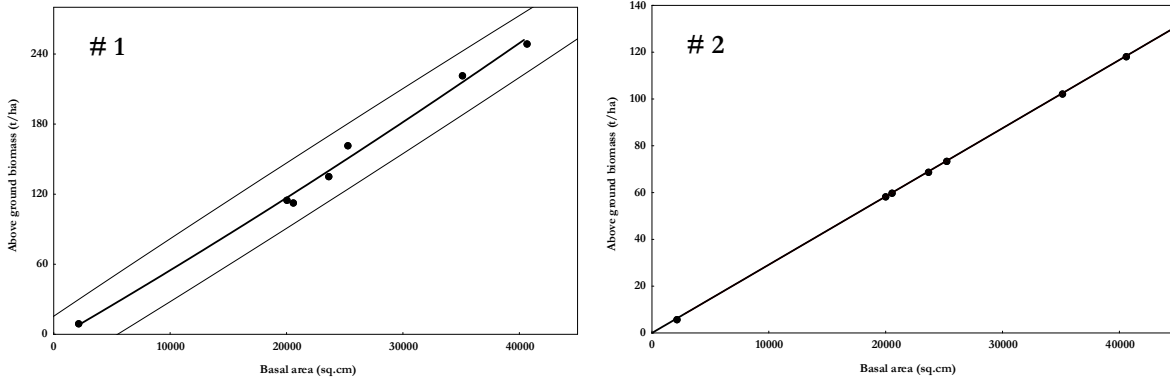 # 1
Above ground biomass (t/ha)
240
180
120
60
0
0 10000 20000 30000 40000
Basal area (sq.cm)
# 2
Above ground biomass (t/ha)
140
120
100
80
60
40
20
0
0 10000 20000 30000 40000
Basal area (sq.cm)